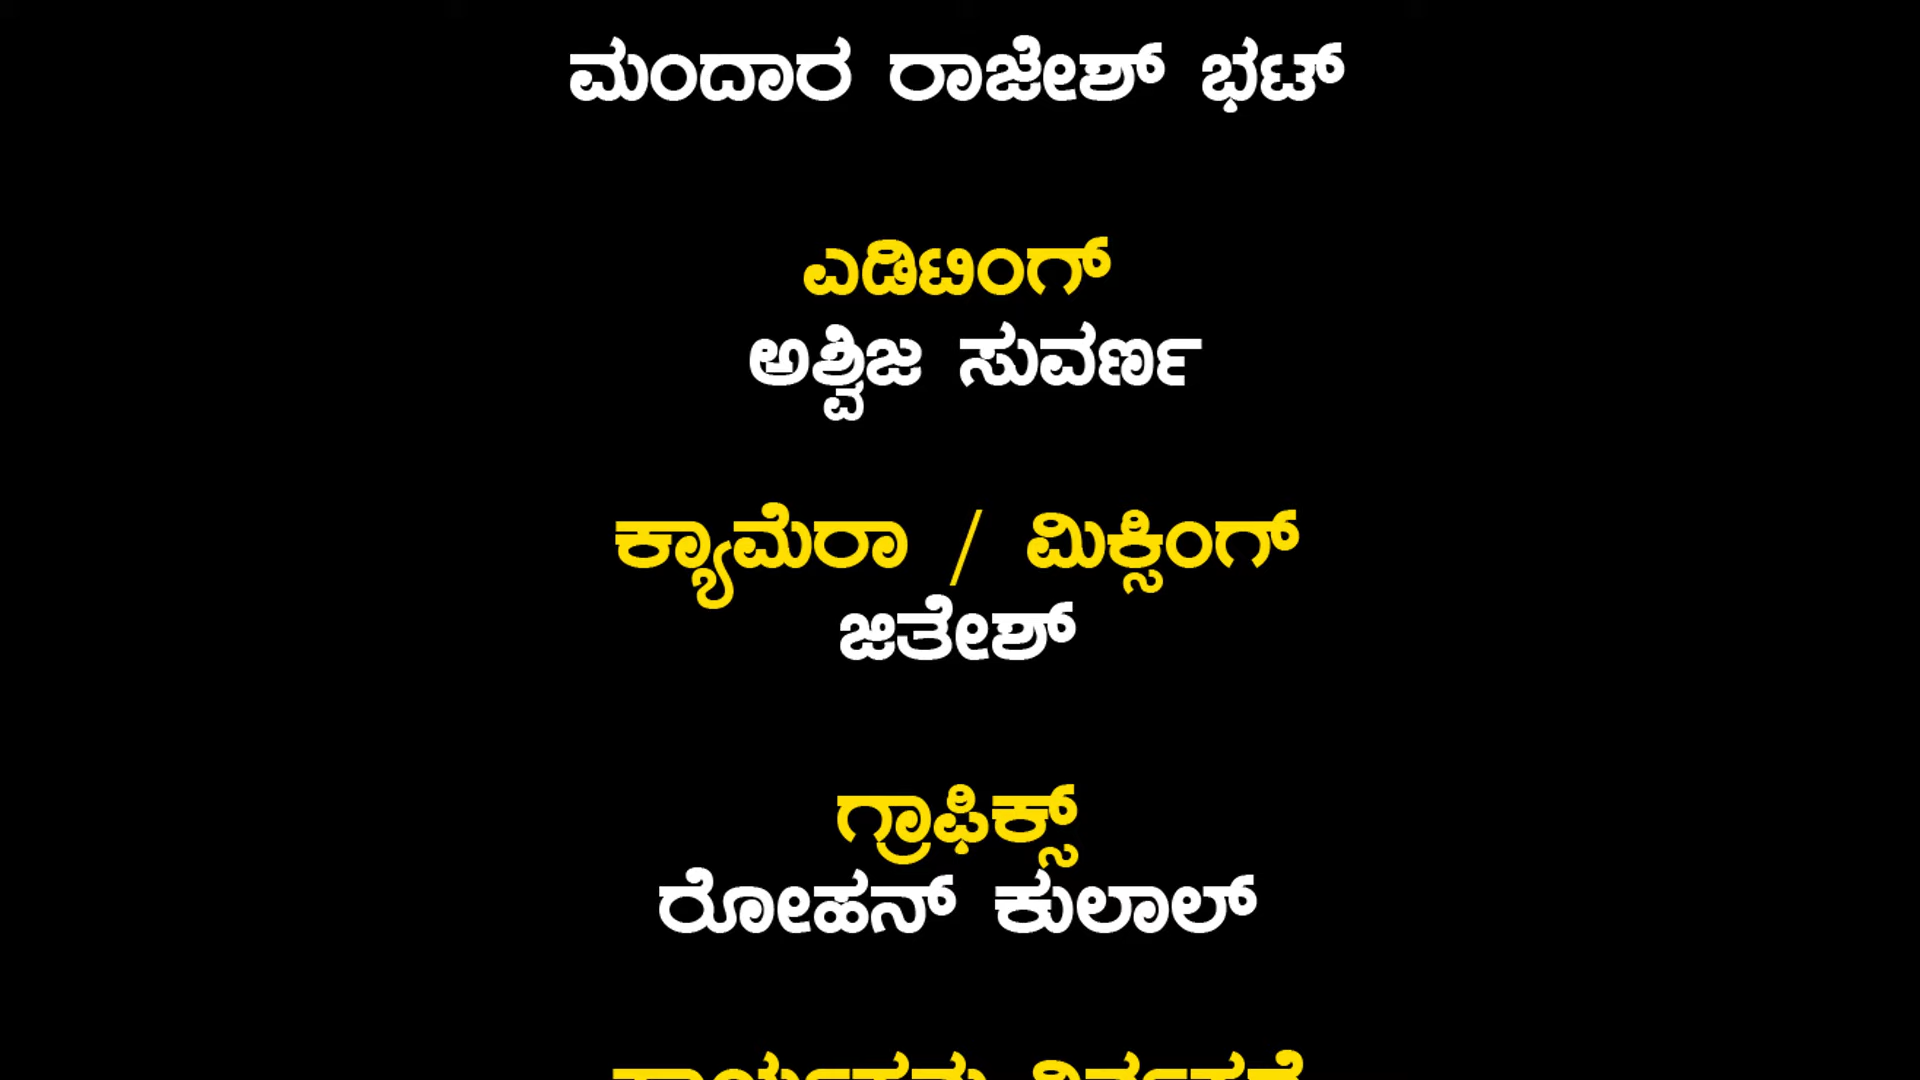 ಮಂದಾರ ರಾಜೇಶ್ ಭಟ್
ಎಡಿಟಿಂಗ್
ಅಶ್ವಿಜ ಸುವರ್ಣ
ಕ್ಯಾಮೆರಾ / ಮಿಕ್ಸಿಂಗ್
ಜಿತೇಶ್
ಗ್ರಾಫಿಕ್ಸ್
ರೋಹನ್ ಕುಲಾಲ್